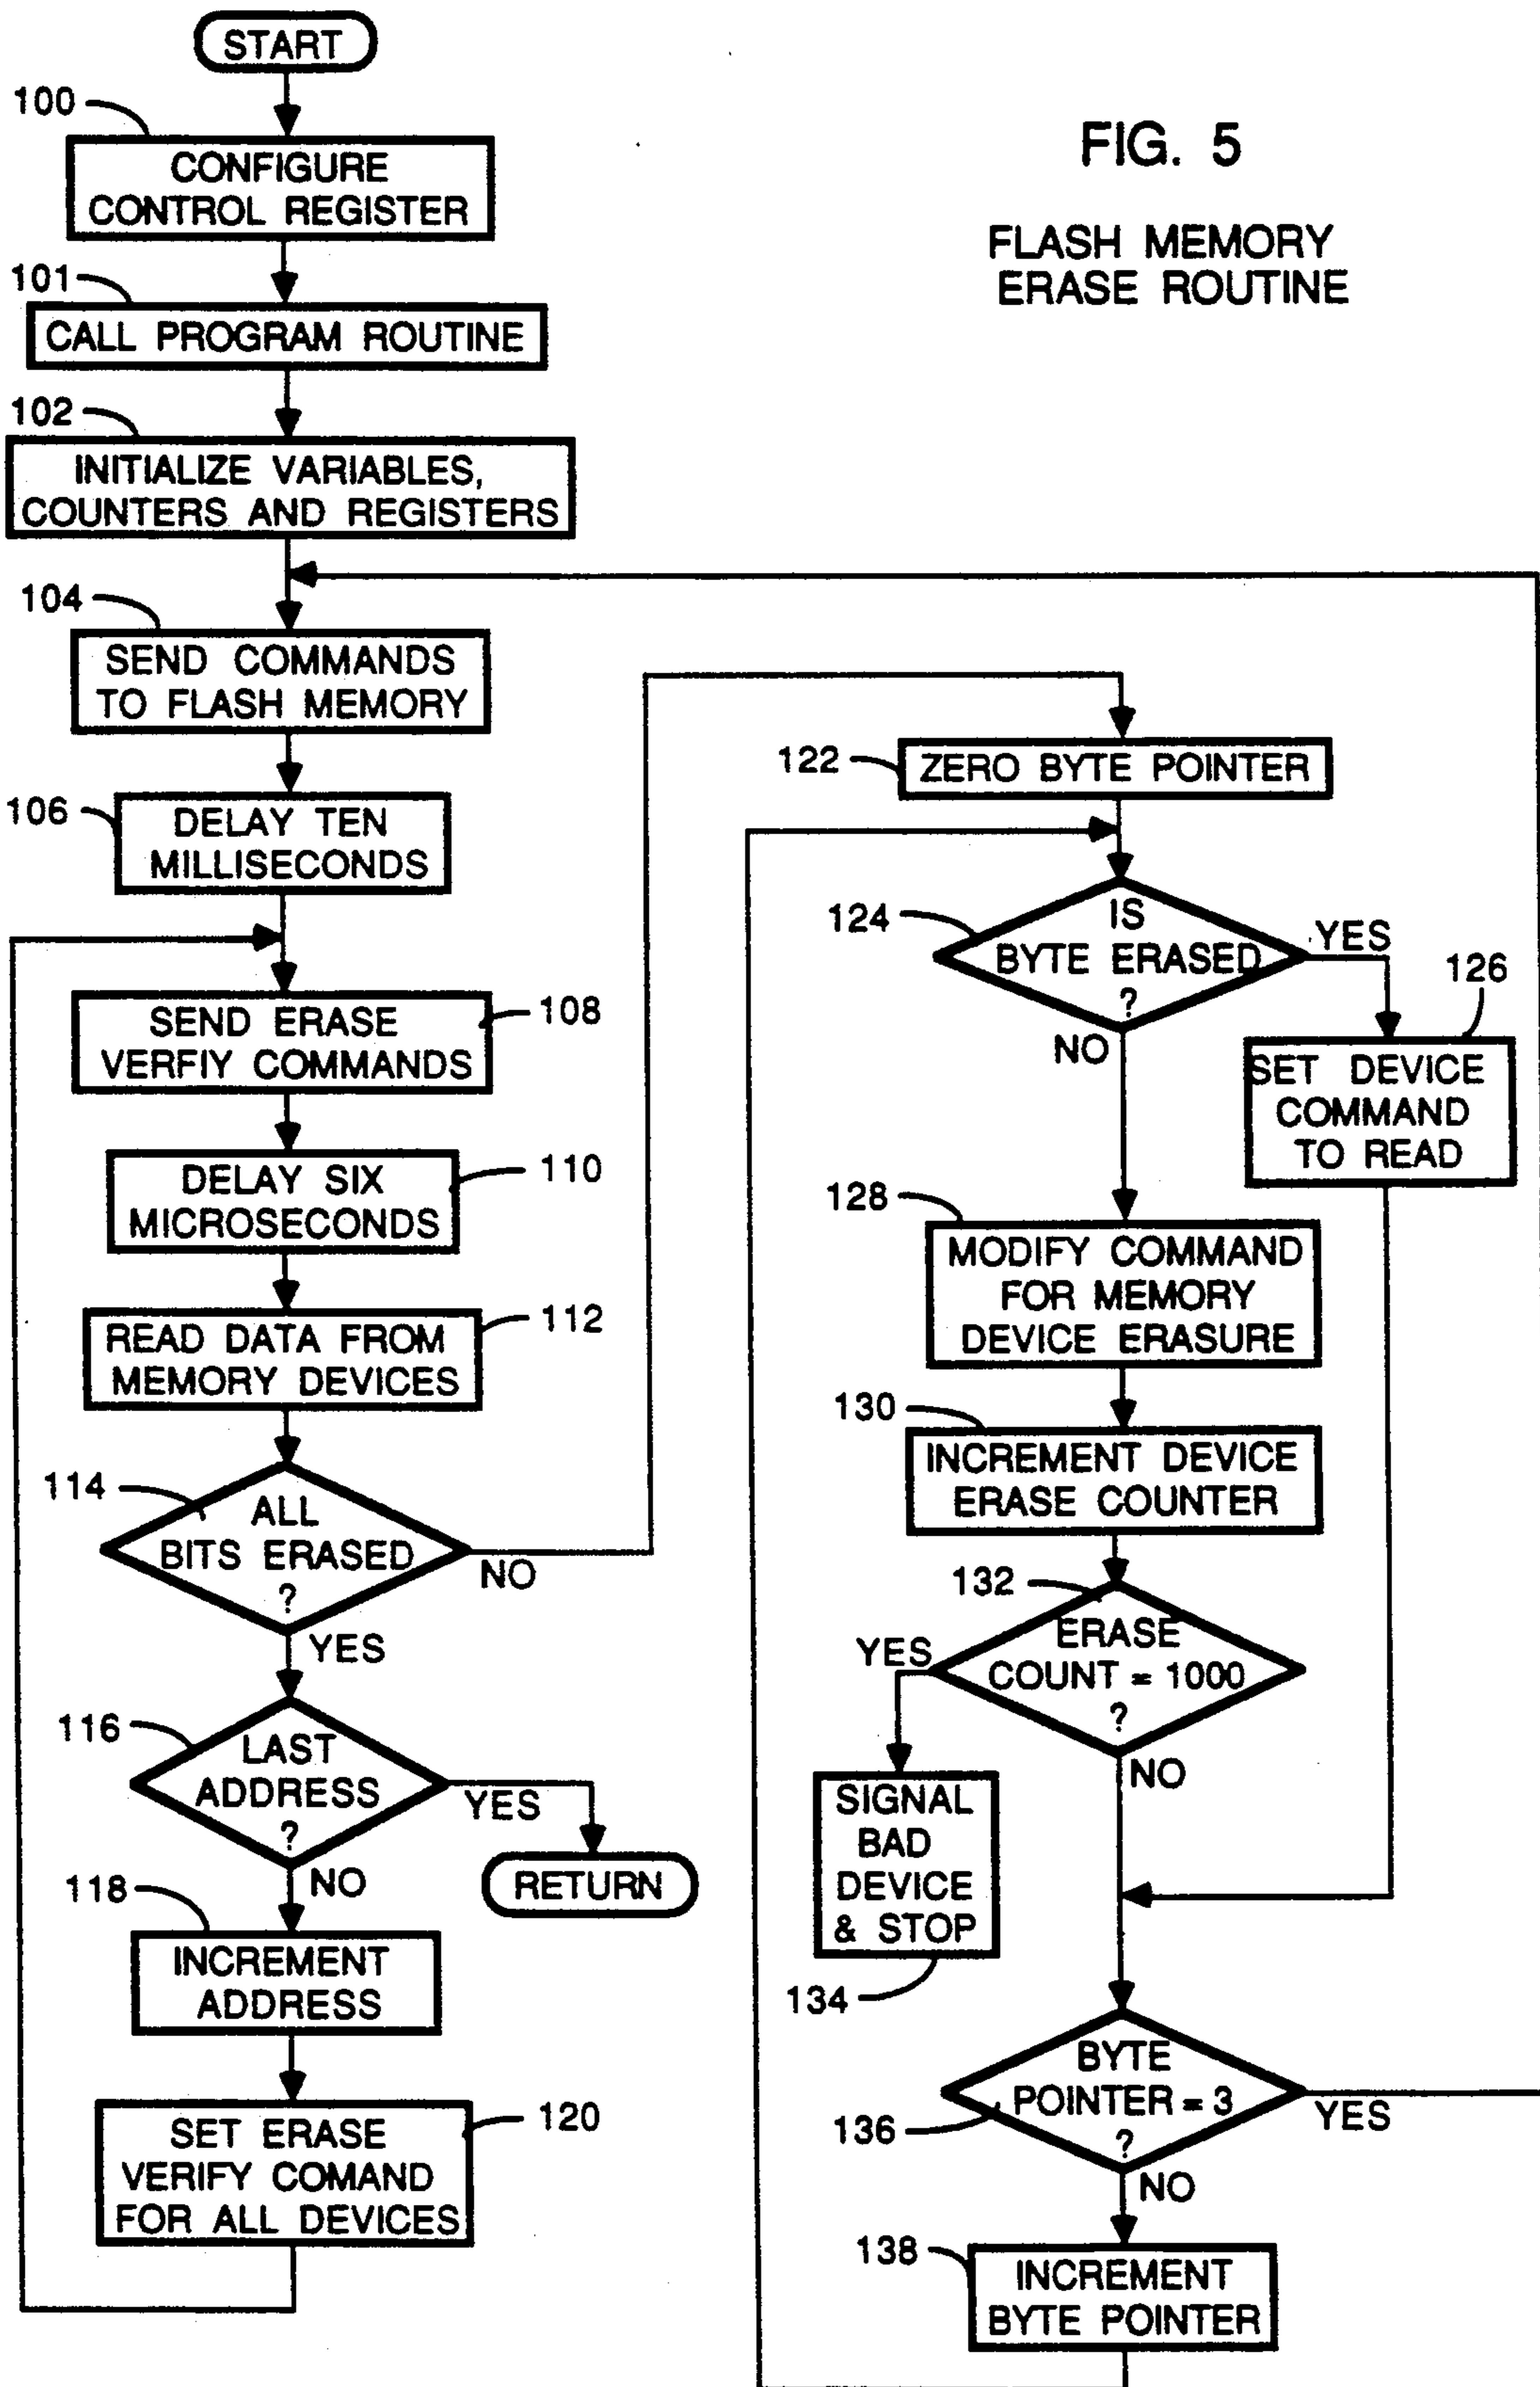 START
100
CONFIGURE
CONTROL REGISTER
FIG. 5
FLASH MEMORY
ERASE ROUTINE
101
CALL PROGRAM ROUTINE
102
INITIALIZE VARIABLES,
COUNTERS AND REGISTERS
104
SEND COMMANDS
TO FLASH MEMORY
106
DELAY TEN
MILLISECONDS
SEND ERASE
VERFIY COMMANDS
108
DELAY SIX
MICROSECONDS
110
READ DATA FROM
MEMORY DEVICES
112
114
ALL
BITS ERASED
?
NO
YES
116
LAST
ADDRESS
?
YES
RETURN
NO
118
INCREMENT
ADDRESS
SET ERASE
VERIFY COMAND
FOR ALL DEVICES
120
122
ZERO BYTE POINTER
124
IS
BYTE ERASED
?
YES
NO
126
SET DEVICE
COMMAND
TO READ
128
MODIFY COMMAND
FOR MEMORY
DEVICE ERASURE
130
INCREMENT DEVICE
ERASE COUNTER
132
ERASE
COUNT = 1000
?
YES
NO
SIGNAL
BAD
DEVICE
& STOP
134
BYTE
POINTER = 3
?
136
YES
NO
138
INCREMENT
BYTE POINTER